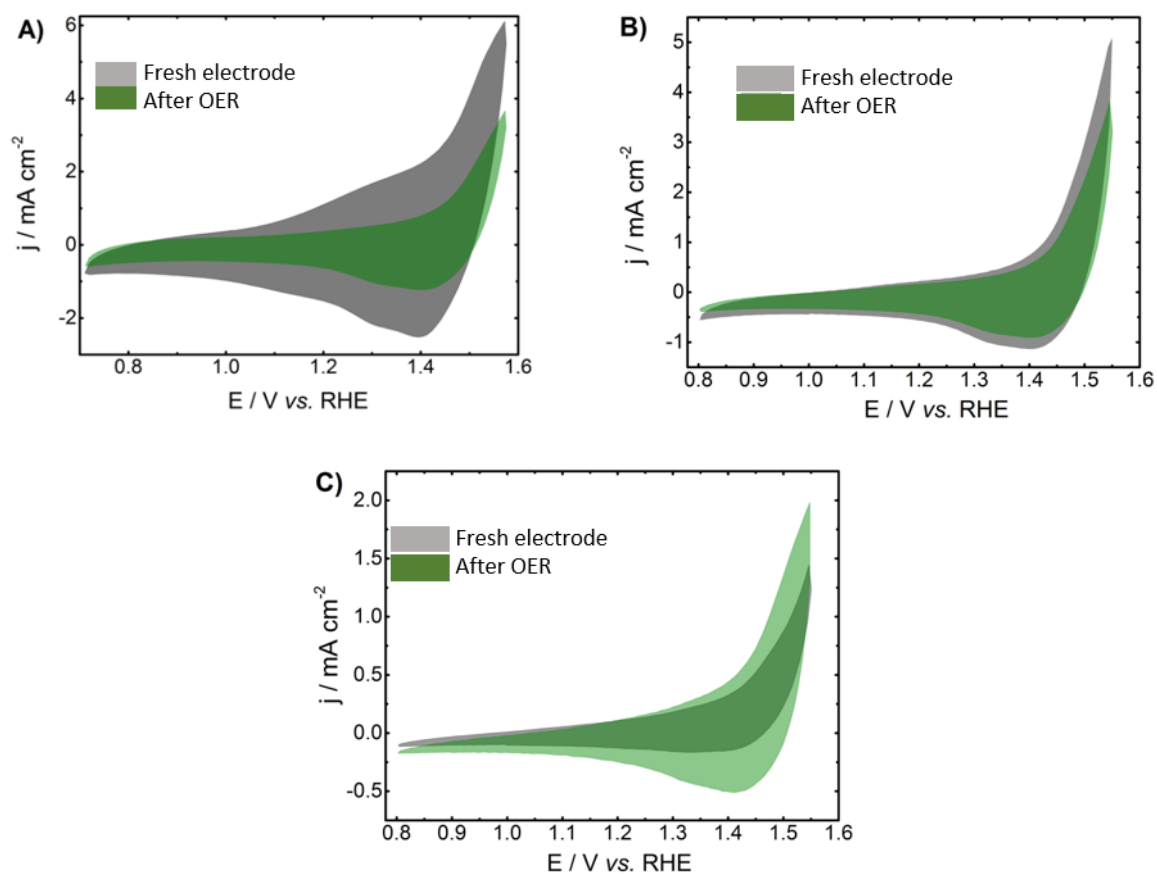 A)
Fresh electrode
After OER
6
4
2
0
-2
j / mA cm⁻²
0.8 1.0 1.2 1.4 1.6
E / V vs. RHE
B)
Fresh electrode
After OER
5
4
3
2
1
0
-1
j / mA cm⁻²
0.8 0.9 1.0 1.1 1.2 1.3 1.4 1.5 1.6
E / V vs. RHE
C)
Fresh electrode
After OER
2.0
1.5
1.0
0.5
0.0
-0.5
j / mA cm⁻²
0.8 0.9 1.0 1.1 1.2 1.3 1.4 1.5 1.6
E / V vs. RHE